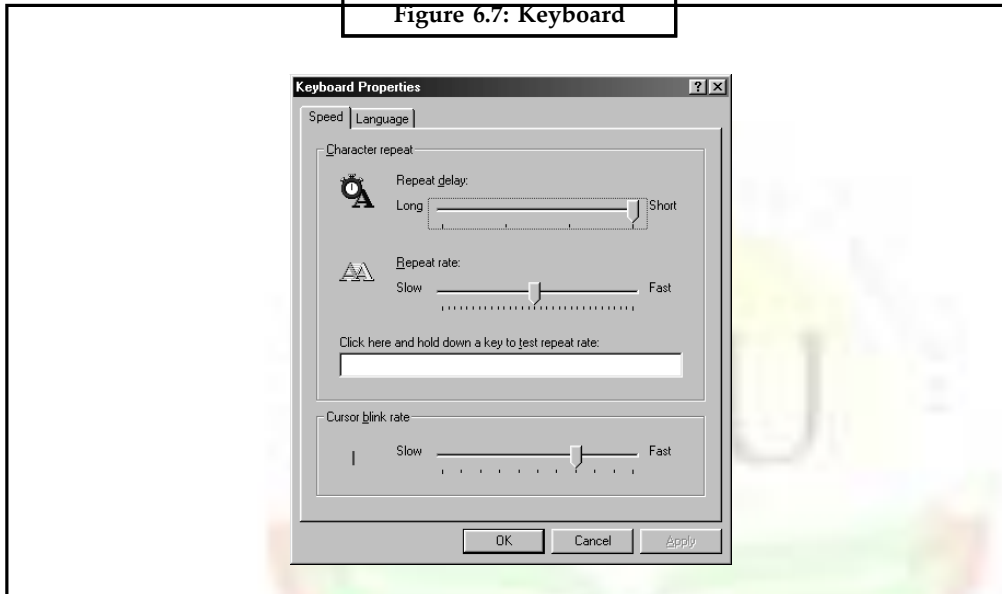 Figure 6.7: Keyboard
Keyboard Properties
Speed Language
Character repeat
Repeat delay:
Long Short
Repeat rate:
Slow Fast
Click here and hold down a key to test repeat rate:
Cursor blink rate
Slow Fast
OK Cancel Apply